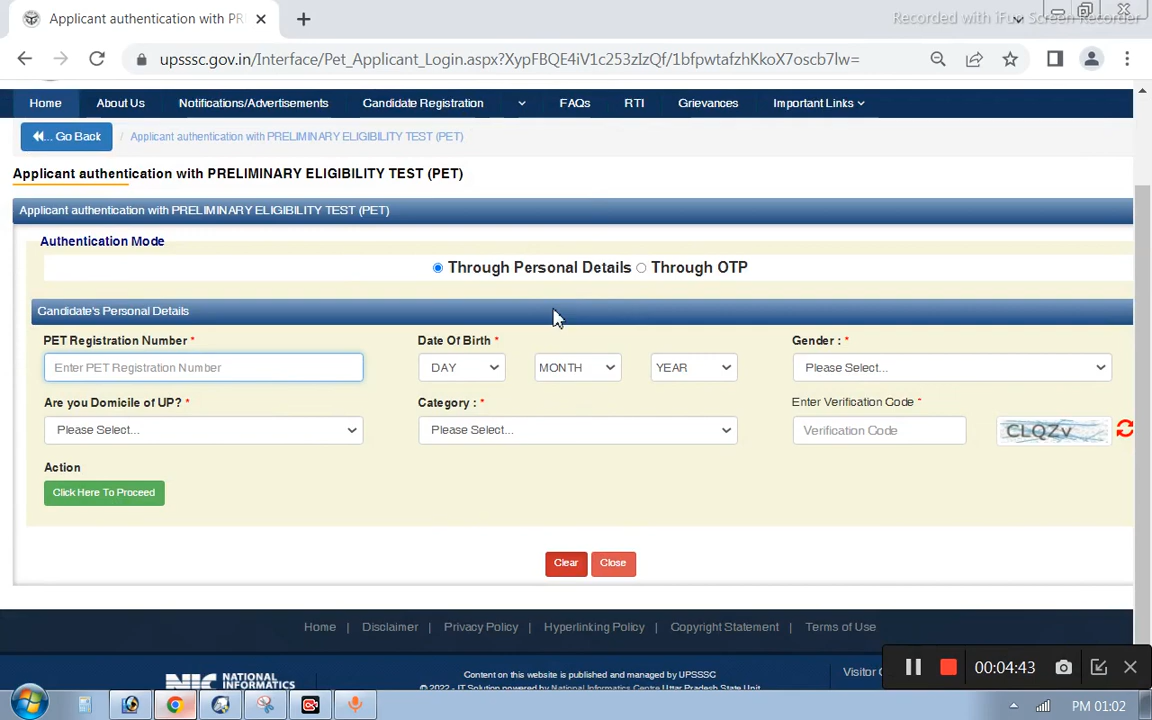 Applicant authentication with PR
Recorded with iFun Screen Recorder
upsssc.gov.in/Interface/Pet_Applicant_Login.aspx?XypFBQE4iV1c253zIzQf/1bfpwtafzhKkoX7oscb7lw=
Home About Us Notifications/Advertisements Candidate Registration FAQs RTI Grievances Important Links
... Go Back / Applicant authentication with PRELIMINARY ELIGIBILITY TEST (PET)
Applicant authentication with PRELIMINARY ELIGIBILITY TEST (PET)
Applicant authentication with PRELIMINARY ELIGIBILITY TEST (PET)
Authentication Mode
Through Personal Details Through OTP
Candidate's Personal Details
PET Registration Number * Date Of Birth * Gender : *
Enter PET Registration Number DAY MONTH YEAR Please Select...
Are you Domicile of UP? * Category : * Enter Verification Code *
Please Select... Please Select... Verification Code CLQZv
Action
Click Here To Proceed
Clear Close
Home | Disclaimer | Privacy Policy | Hyperlinking Policy | Copyright Statement | Terms of Use
NIC NATIONAL INFORMATICS Content on this website is published and managed by UPSSSC Visitor
© 2022 - IT Solution powered by National Informatics Centre Uttar Pradesh State Unit
00:04:43
PM 01:02